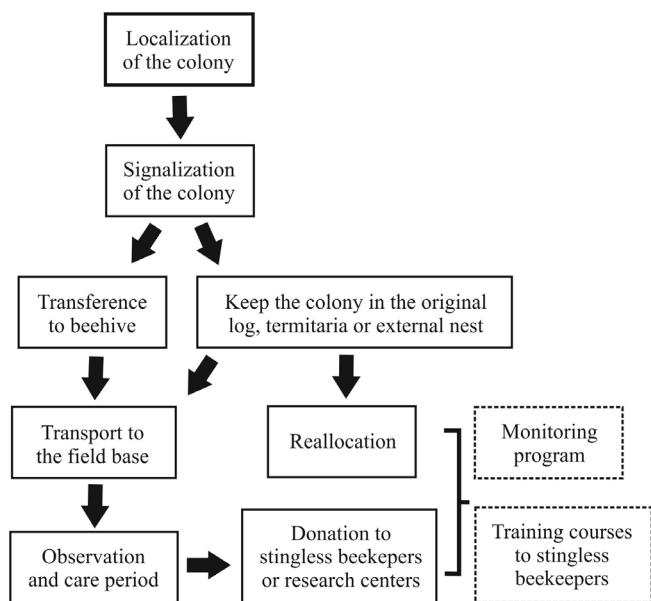 Localization
of the colony
Signalization
of the colony
Transference
to beehive
Keep the colony in the original
log, termitaria or external nest
Transport to
the field base
Reallocation
Monitoring
program
Observation
and care period
Donation to
stingless beekepers
or research centers
Training courses
to stingless
beekeepers